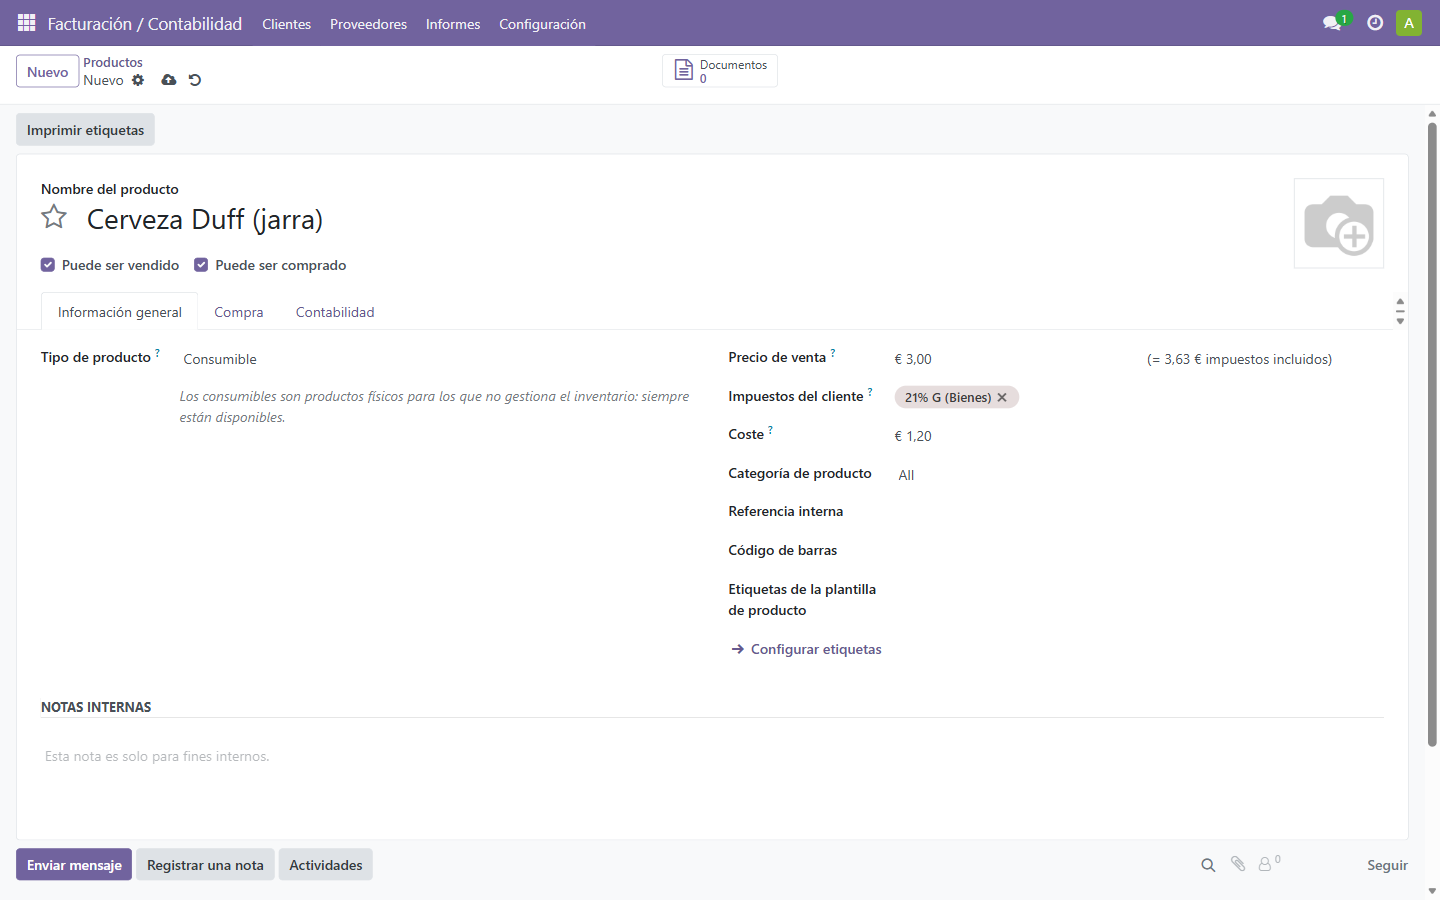 Facturación / Contabilidad Clientes Proveedores Informes Configuración 1 A
Nuevo Productos
Nuevo
Documentos
0
Imprimir etiquetas
Nombre del producto
Cerveza Duff (jarra)
Puede ser vendido Puede ser comprado
Información general Compra Contabilidad
Tipo de producto ? Consumible
Los consumibles son productos físicos para los que no gestiona el inventario: siempre
están disponibles.
Precio de venta ? € 3,00 (= 3,63 € impuestos incluidos)
Impuestos del cliente ? 21% G (Bienes)
Coste ? € 1,20
Categoría de producto All
Referencia interna
Código de barras
Etiquetas de la plantilla
de producto
Configurar etiquetas
NOTAS INTERNAS
Esta nota es solo para fines internos.
Enviar mensaje Registrar una nota Actividades 0 Seguir